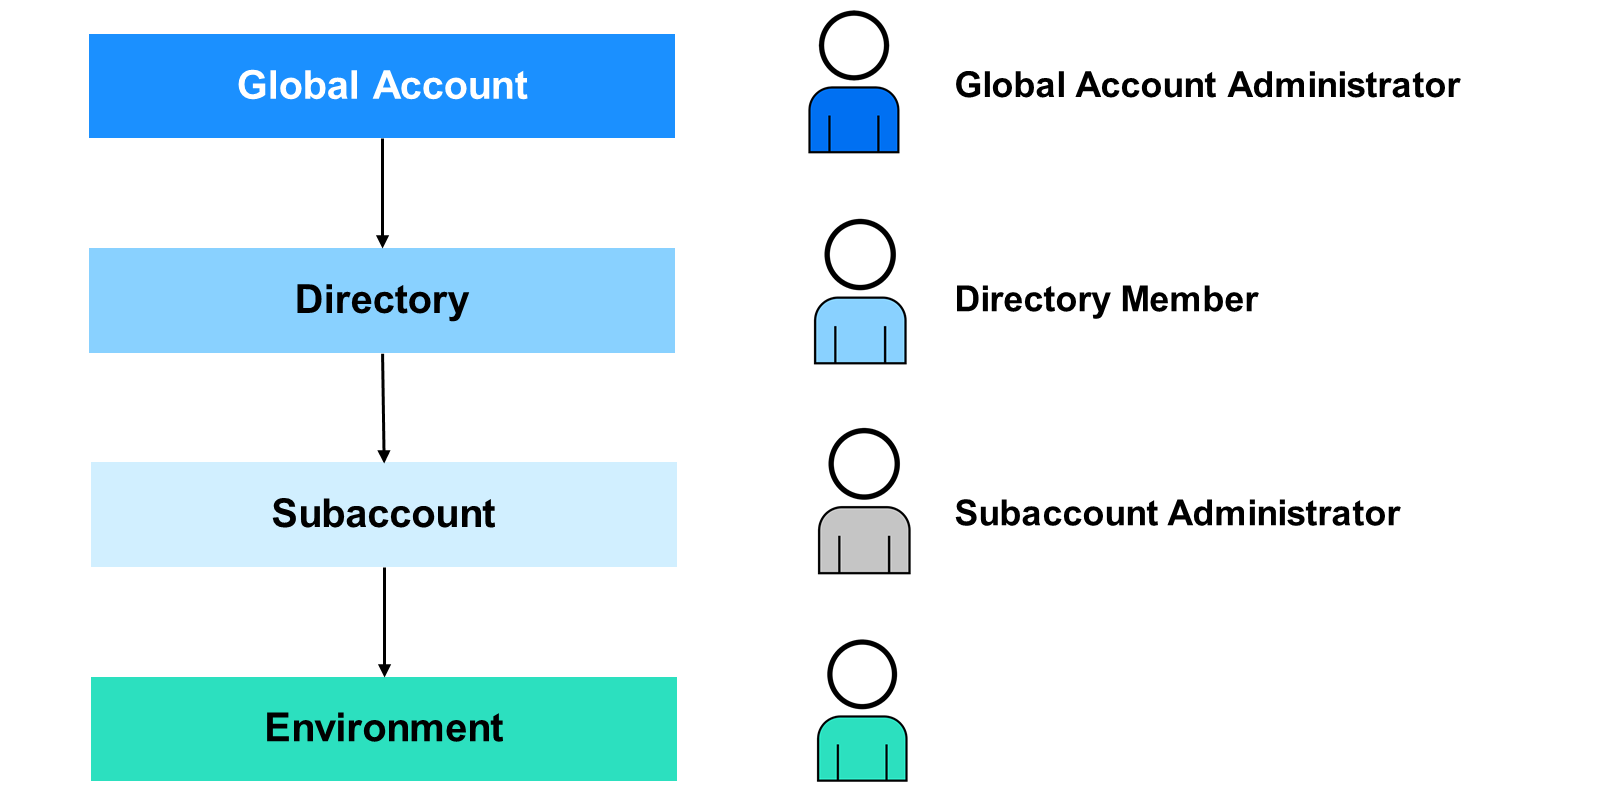 Global Account
Global Account Administrator
Directory
Directory Member
Subaccount
Subaccount Administrator
Environment